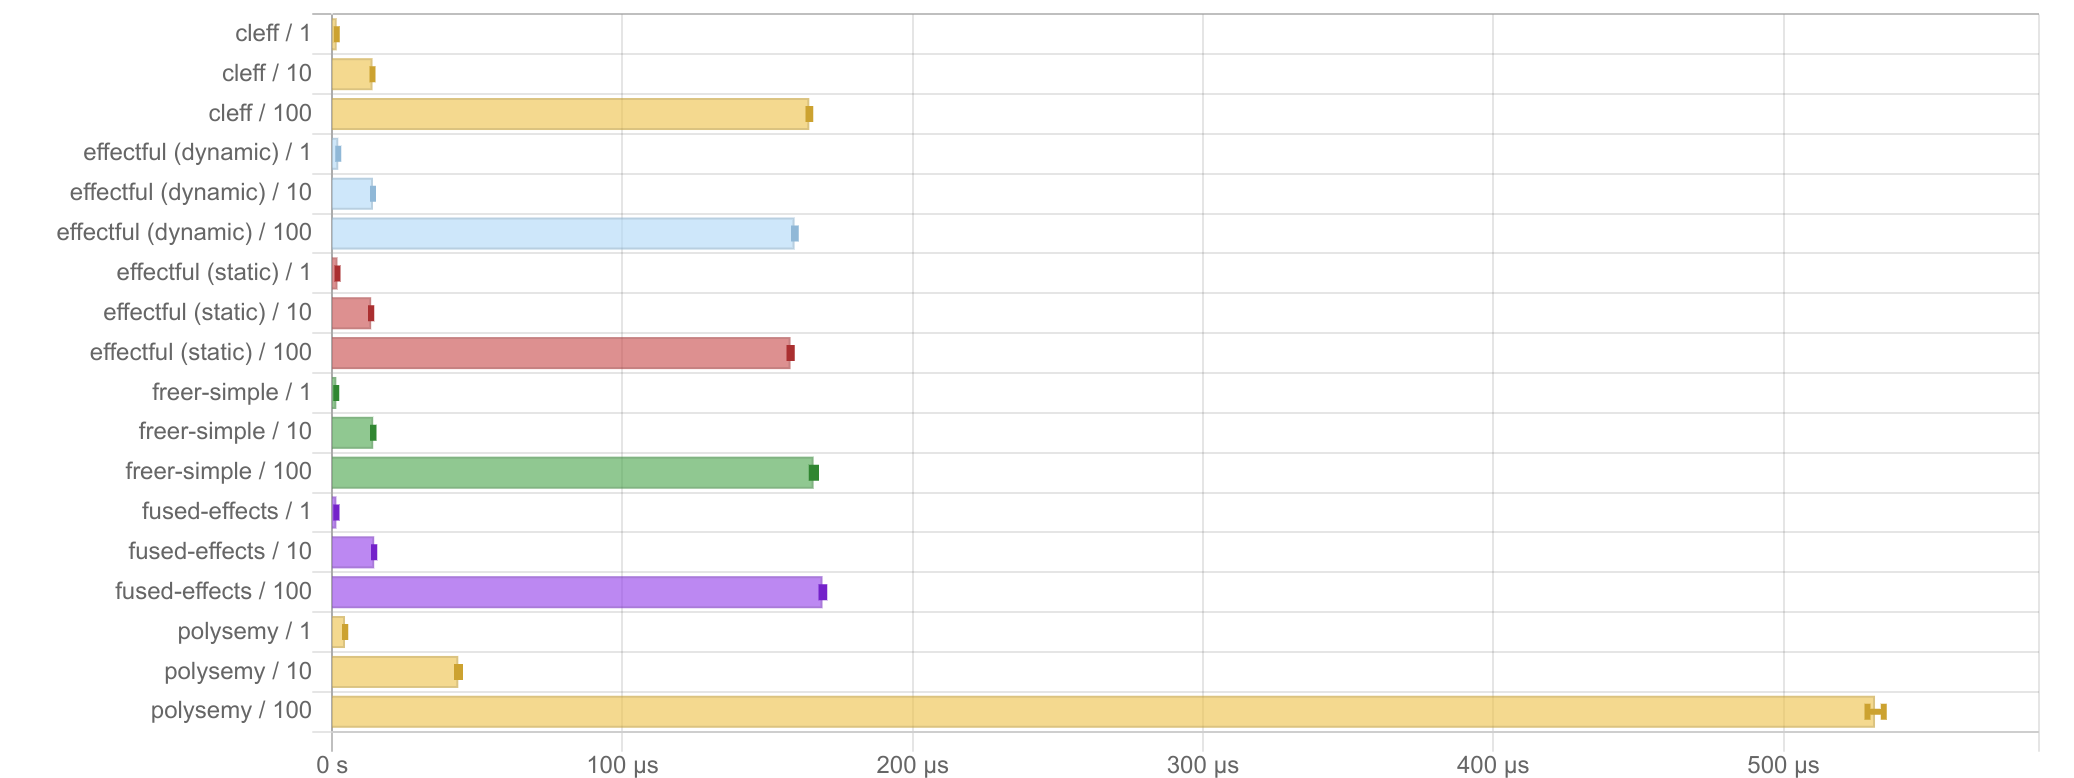 cleff / 1
cleff / 10
cleff / 100
effectful (dynamic) / 1
effectful (dynamic) / 10
effectful (dynamic) / 100
effectful (static) / 1
effectful (static) / 10
effectful (static) / 100
freer-simple / 1
freer-simple / 10
freer-simple / 100
fused-effects / 1
fused-effects / 10
fused-effects / 100
polysemy / 1
polysemy / 10
polysemy / 100
0 s 100 µs 200 µs 300 µs 400 µs 500 µs